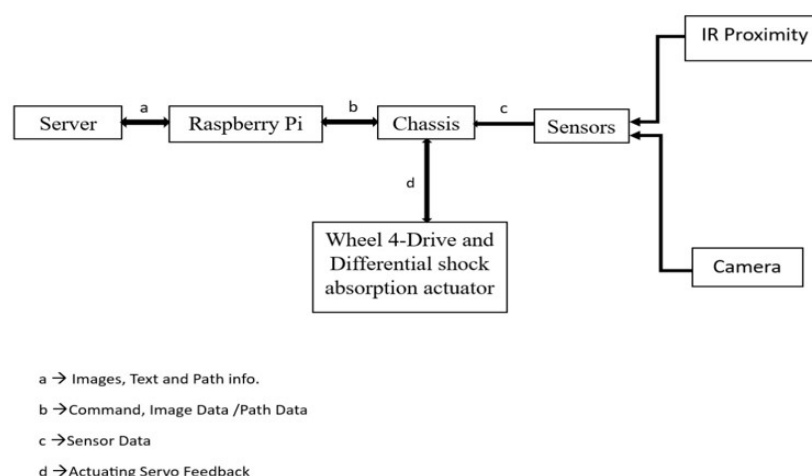 IR Proximity
a
b
c
Server
Raspberry Pi
Chassis
Sensors
d
Wheel 4-Drive and
Differential shock
absorption actuator
Camera
a → Images, Text and Path info.
b →Command, Image Data /Path Data
c →Sensor Data
d →Actuating Servo Feedback